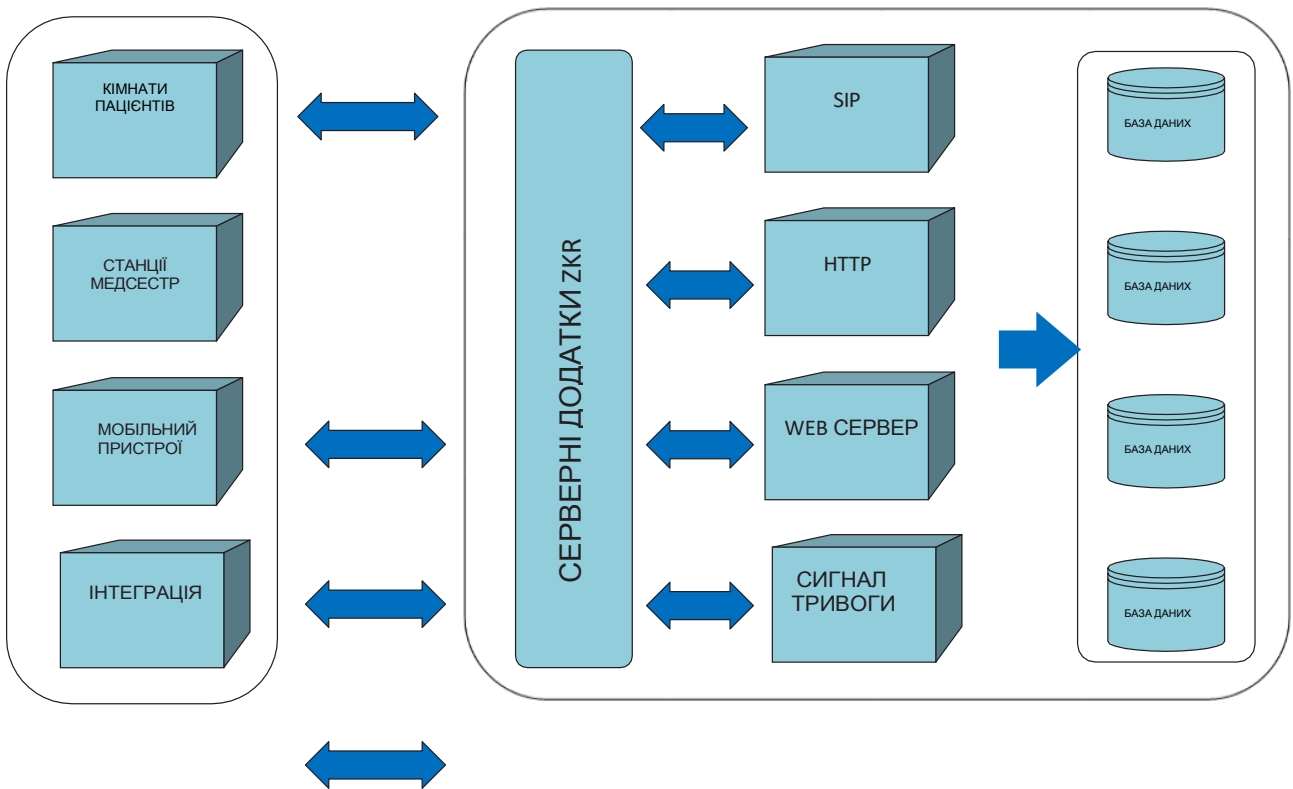 КІМНАТИ
ПАЦІЄНТІВ
СТАНЦІЇ
МЕДСЕСТР
МОБІЛЬНИЙ
ПРИСТРОЇ
ІНТЕГРАЦІЯ
СЕРВЕРНІ ДОДАТКИ ZKR
SIP
HTTP
WEB СЕРВЕР
СИГНАЛ
ТРИВОГИ
БАЗА ДАНИХ
БАЗА ДАНИХ
БАЗА ДАНИХ
БАЗА ДАНИХ